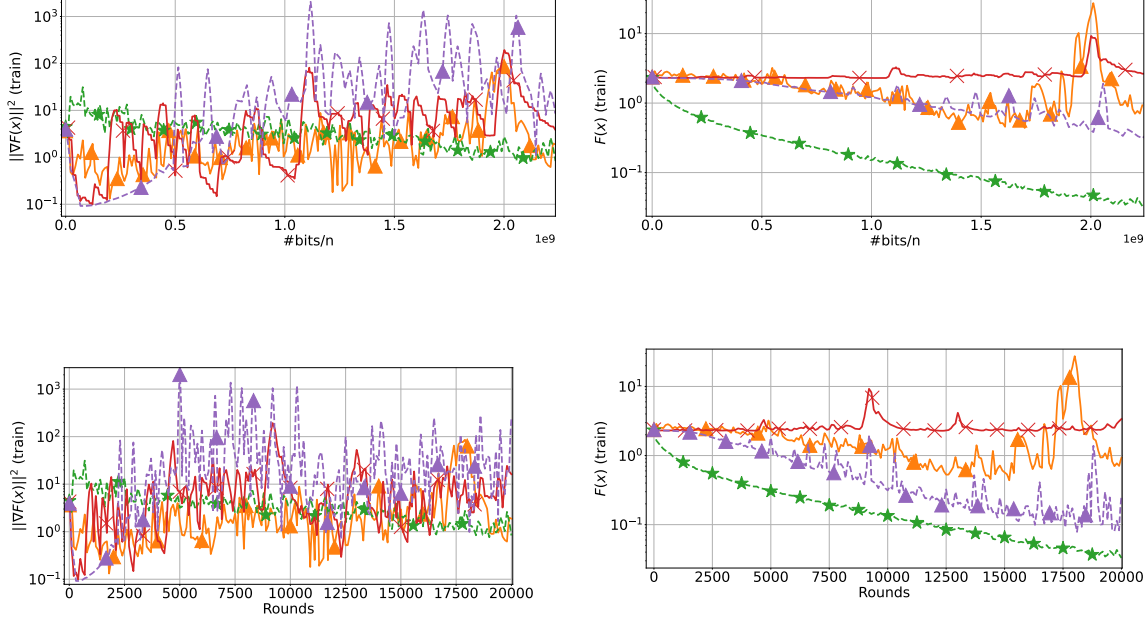 ||∇F(x)||² (train)
10³
10²
10¹
10⁰
10⁻¹
0.0 0.5 1.0 1.5 2.0
#bits/n
1e9
F(x) (train)
10¹
10⁰
10⁻¹
0.0 0.5 1.0 1.5 2.0
#bits/n
1e9
||∇F(x)||² (train)
10³
10²
10¹
10⁰
10⁻¹
0 2500 5000 7500 10000 12500 15000 17500 20000
Rounds
F(x) (train)
10¹
10⁰
10⁻¹
0 2500 5000 7500 10000 12500 15000 17500 20000
Rounds